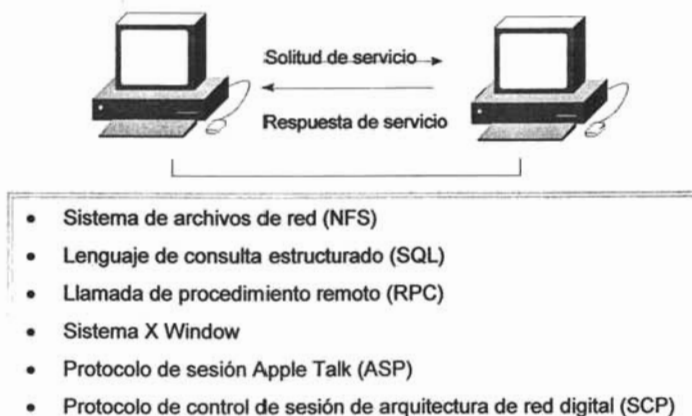 Solitud de servicio
Respuesta de servicio
• Sistema de archivos de red (NFS)
• Lenguaje de consulta estructurado (SQL)
• Llamada de procedimiento remoto (RPC)
• Sistema X Window
• Protocolo de sesión Apple Talk (ASP)
• Protocolo de control de sesión de arquitectura de red digital (SCP)